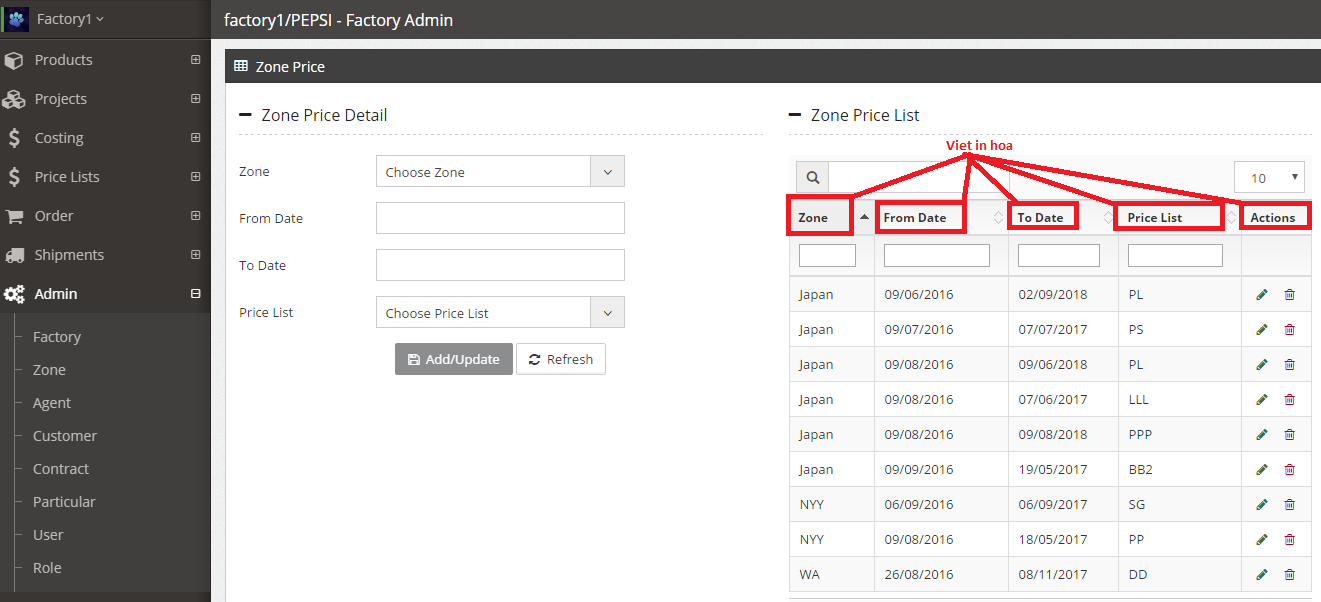 Factory1
factory1/PEPSI - Factory Admin
Products
Projects
Costing
Price Lists
Order
Shipments
Admin
Factory
Zone
Agent
Customer
Contract
Particular
User
Role
Zone Price
Zone Price Detail
Zone Choose Zone
From Date
To Date
Price List Choose Price List
Add/Update Refresh
Zone Price List
Viet in hoa
10
Zone From Date To Date Price List Actions
Japan 09/06/2016 02/09/2018 PL
Japan 09/07/2016 07/07/2017 PS
Japan 09/08/2016 09/06/2018 PL
Japan 09/08/2016 07/06/2017 LLL
Japan 09/08/2016 09/08/2018 PPP
Japan 09/09/2016 19/05/2017 BB2
NYY 06/09/2016 06/09/2017 SG
NYY 09/08/2016 18/05/2017 PP
WA 26/08/2016 08/11/2017 DD